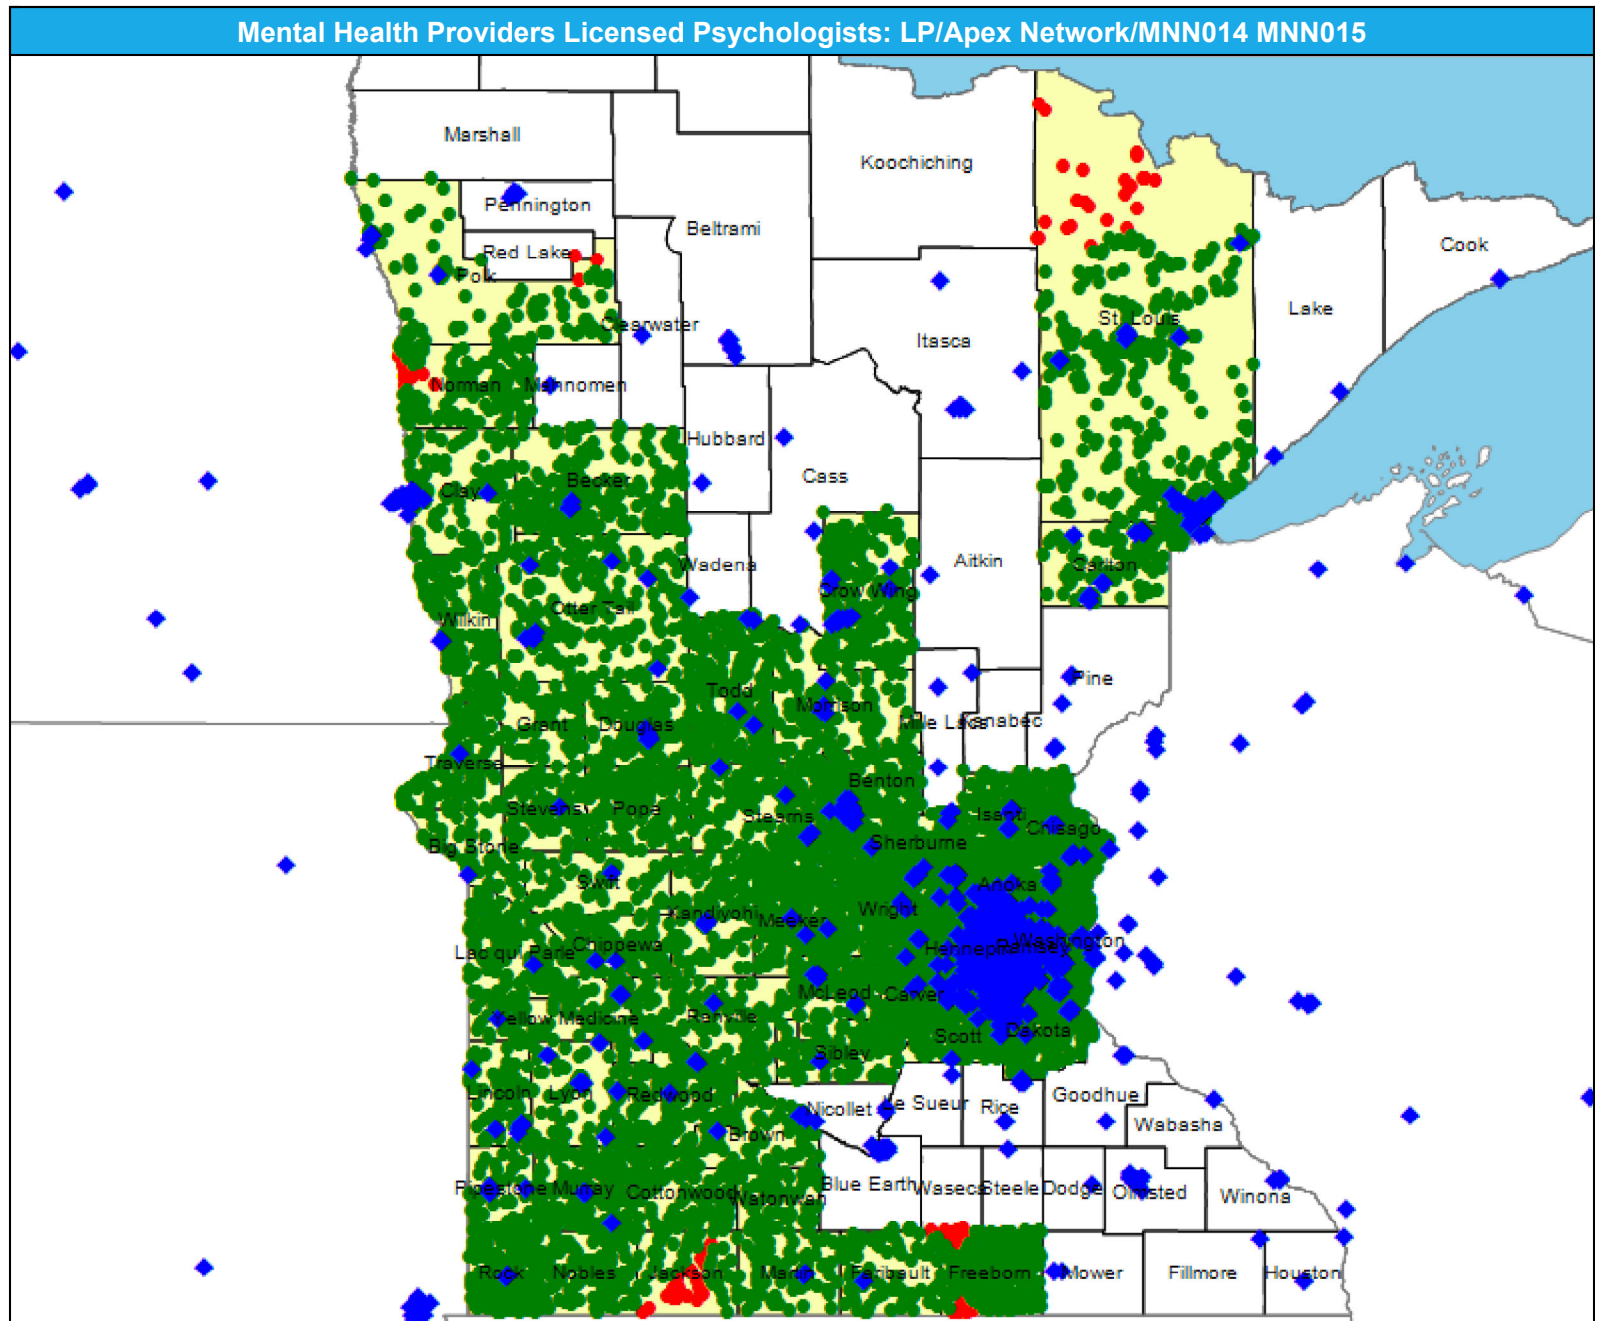 Mental Health Providers Licensed Psychologists: LP/Apex Network/MNN014 MNN015
Marshall
Koochiching
Pennington
Beltrami
Red Lake
Cook
Polk
Lake
Clearwater
St. Louis
Itasca
Norman
Mahnomen
Hubbard
Cass
Becker
Clay
Wadena
Aitkin
Carlton
Crow Wing
Otter Tail
Wilkin
Pine
Todd
Morrison
Mille Lacs
Kanabec
Grant
Douglas
Traverse
Benton
Stevens
Pope
Stearns
Isanti
Chisago
Sherburne
Big Stone
Swift
Anoka
Kandiyohi
Meeker
Wright
Hennepin
Ramsey
Washington
Lac qui Parle
Chippewa
McLeod
Carver
Yellow Medicine
Renville
Scott
Dakota
Sibley
Lincoln
Lyon
Redwood
Nicollet
Le Sueur
Rice
Goodhue
Wabasha
Brown
Pipestone
Murray
Cottonwood
Watonwan
Blue Earth
Waseca
Steele
Dodge
Olmsted
Winona
Rock
Nobles
Jackson
Martin
Faribault
Freeborn
Mower
Fillmore
Houston